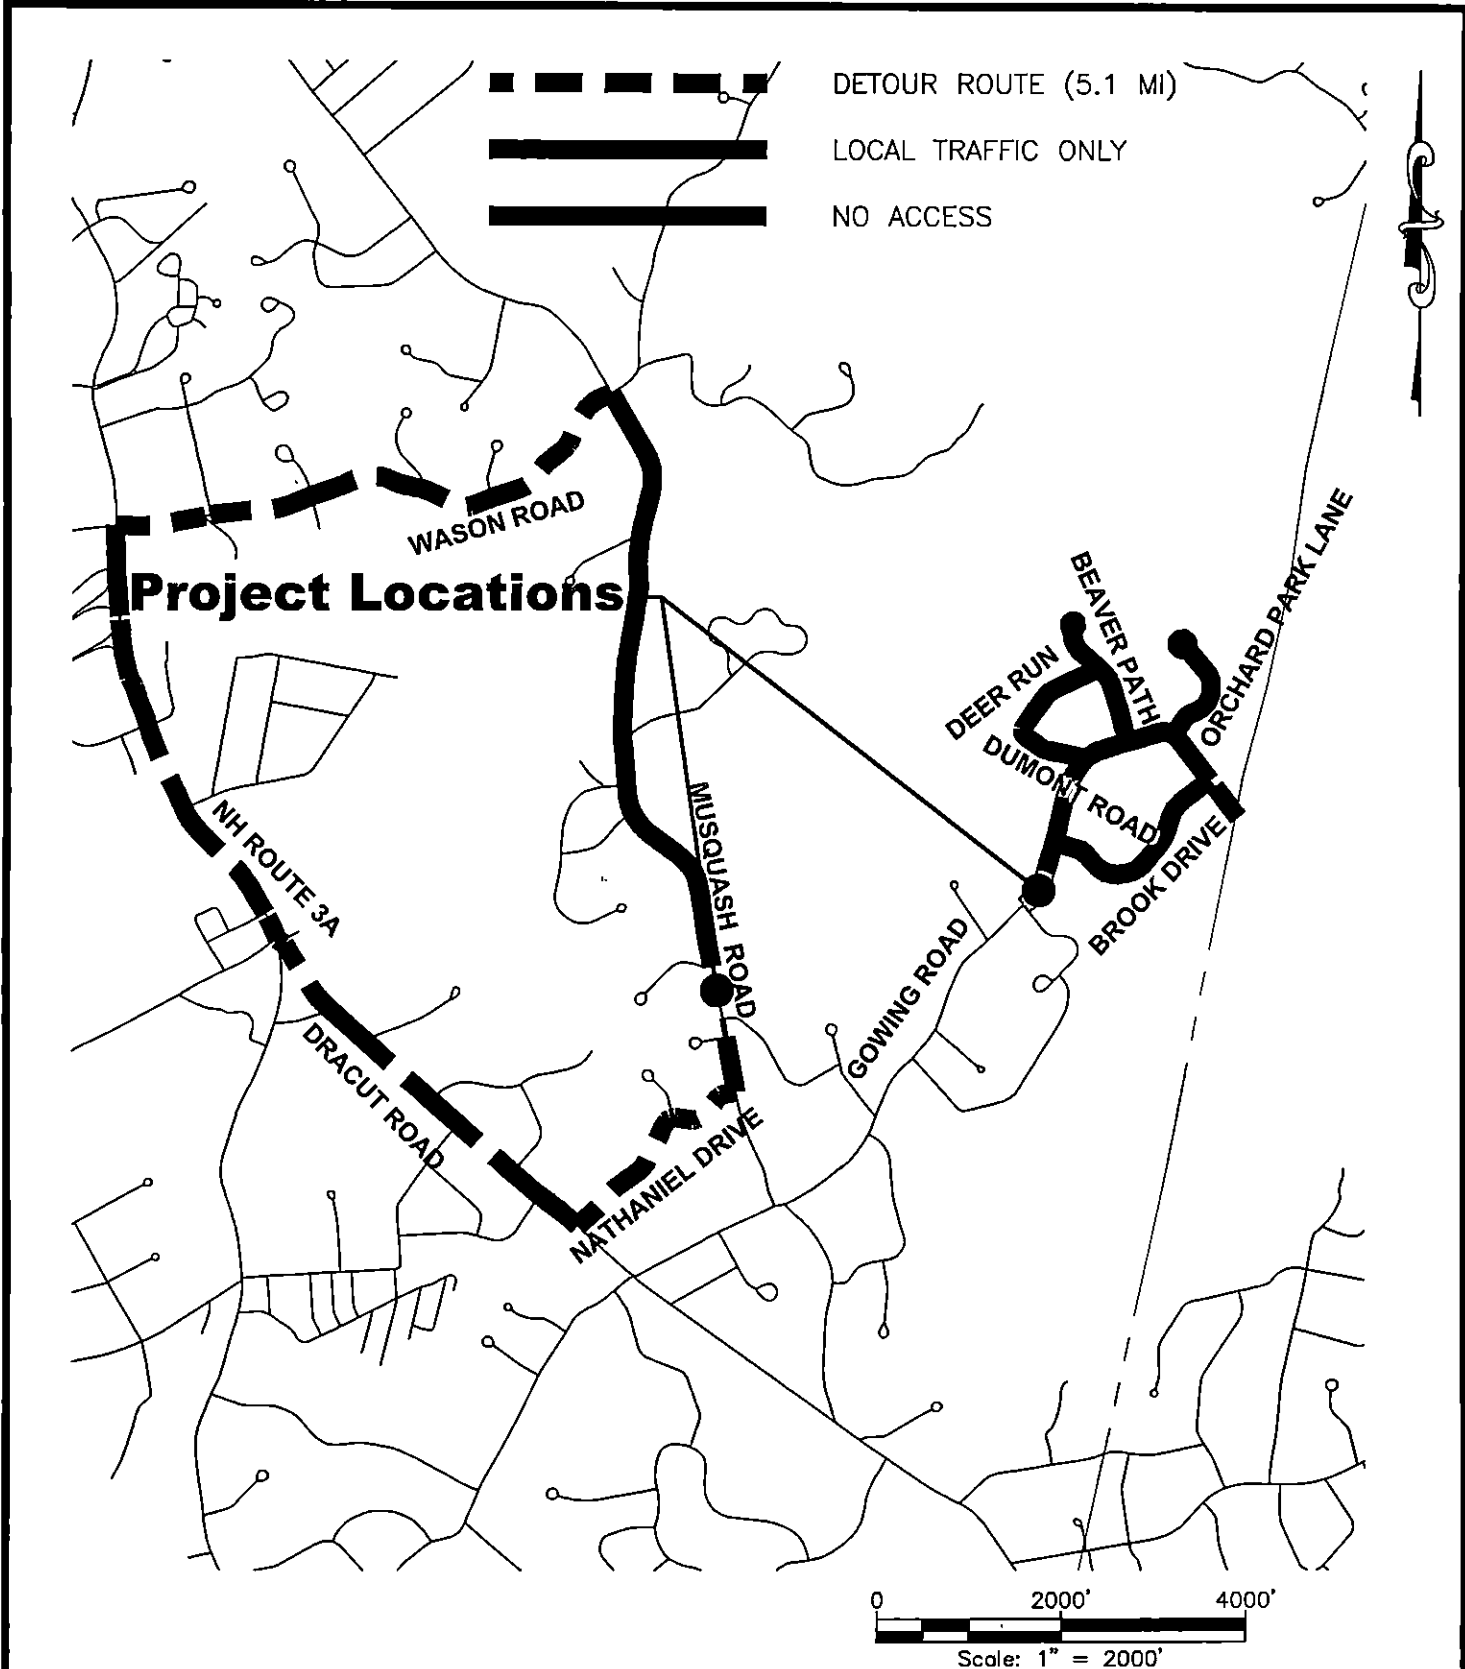 DETOUR ROUTE (5.1 MI)
LOCAL TRAFFIC ONLY
NO ACCESS
WASON ROAD
Project Locations
BEAVER PATH
ORCHARD PARK LANE
DEER RUN
DUMONT ROAD
BROOK DRIVE
MUSQUASH ROAD
NH ROUTE 3A
GOWING ROAD
DRACUT ROAD
NATHANIEL DRIVE
0 2000' 4000'
Scale: 1" = 2000'